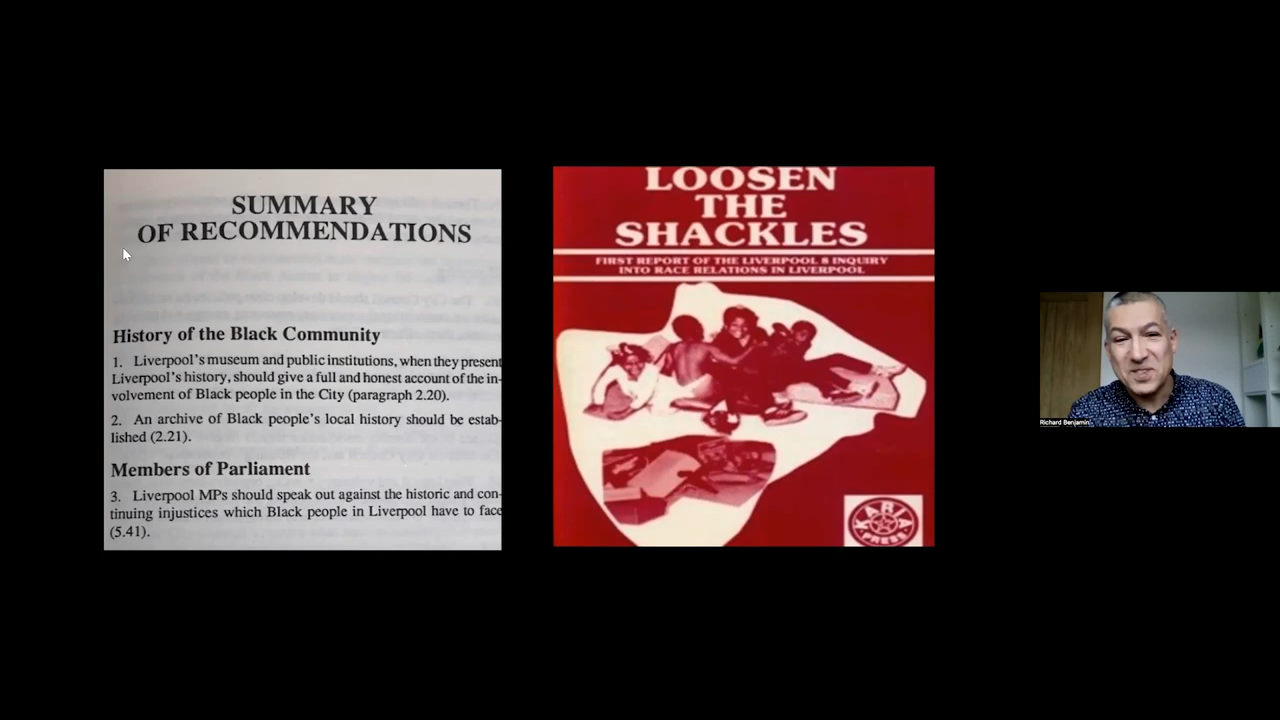 SUMMARY
OF RECOMMENDATIONS
History of the Black Community
1. Liverpool's museum and public institutions, when they present
Liverpool's history, should give a full and honest account of the in-
volvement of Black people in the City (paragraph 2.20).
2. An archive of Black people's local history should be estab-
lished (2.21).
Members of Parliament
3. Liverpool MPs should speak out against the historic and con-
tinuing injustices which Black people in Liverpool have to face
(5.41).
LOOSEN
THE
SHACKLES
FIRST REPORT OF THE LIVERPOOL 8 INQUIRY
INTO RACE RELATIONS IN LIVERPOOL
KARIA
PRESS
Richard Benjamin